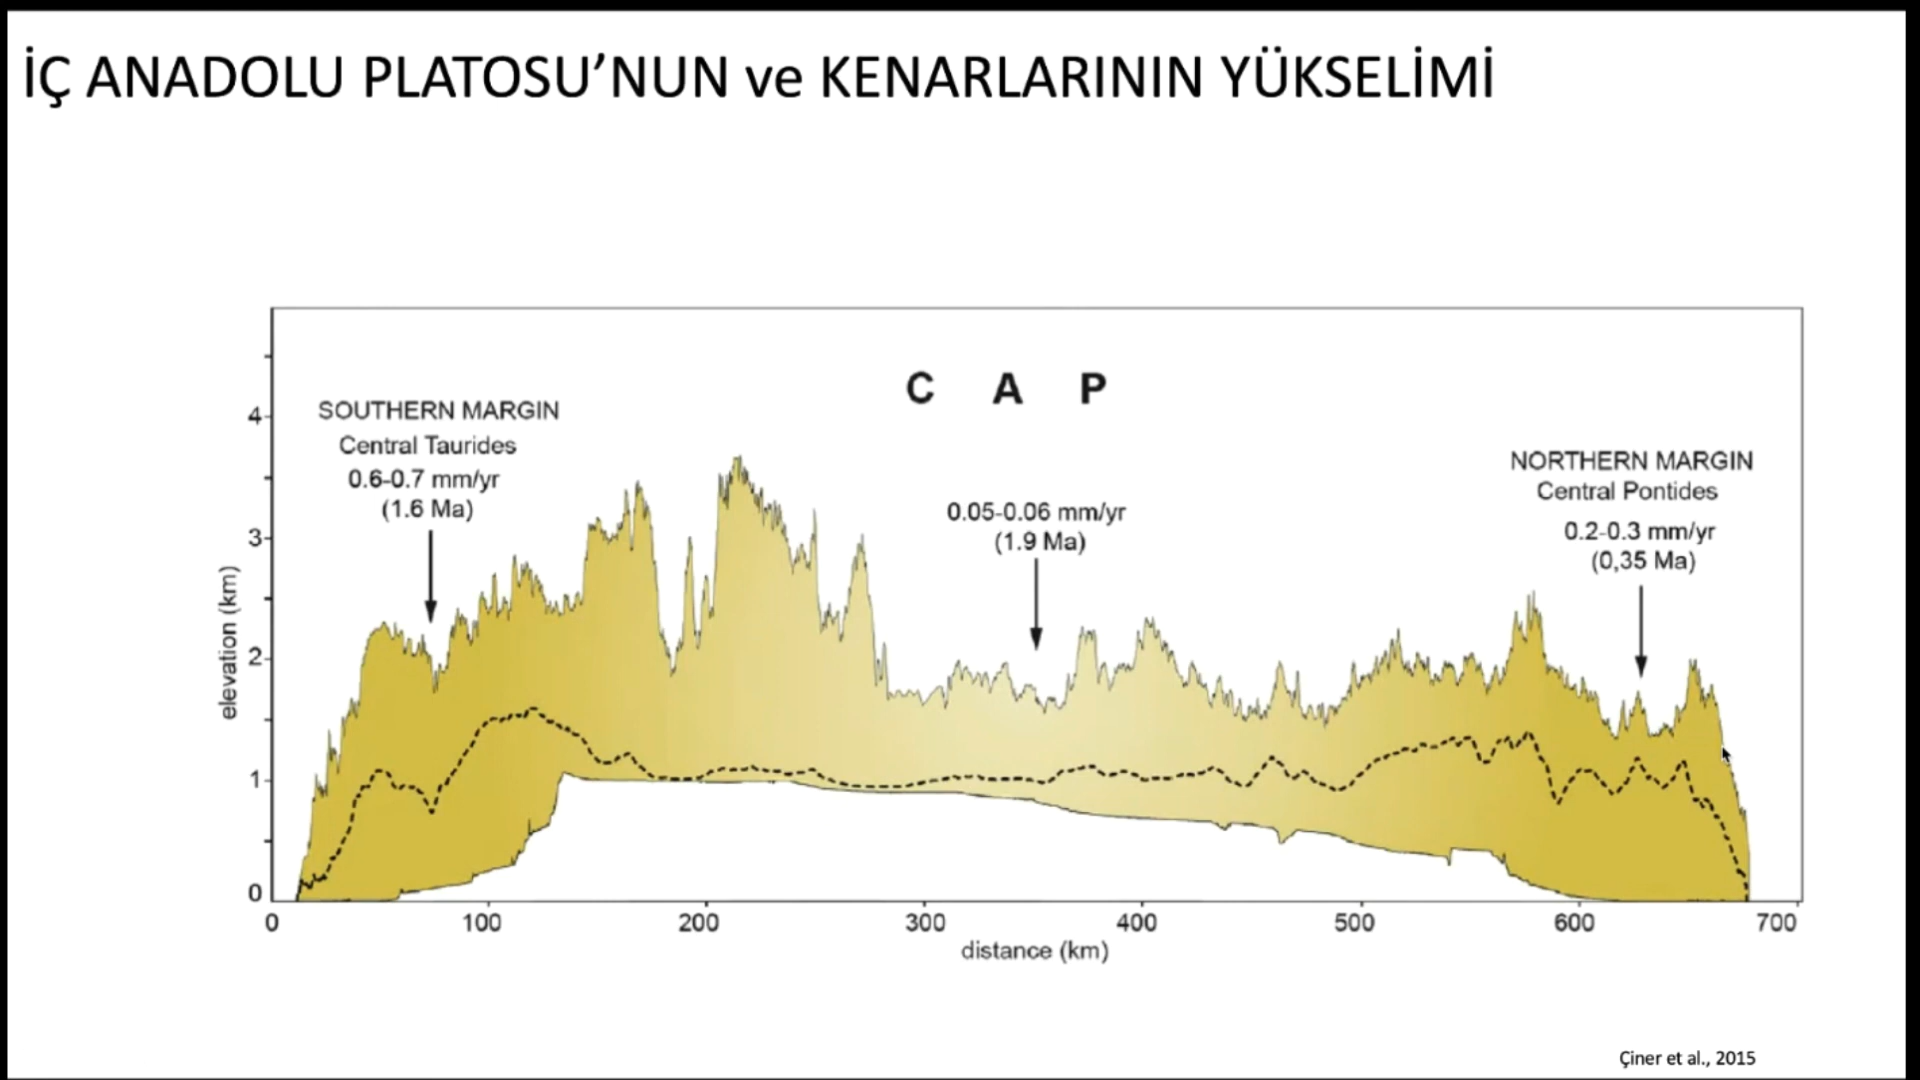 İÇ ANADOLU PLATOSU’NUN ve KENARLARININ YÜKSELİMİ
C A P
SOUTHERN MARGIN
Central Taurides
0.6-0.7 mm/yr
(1.6 Ma)
0.05-0.06 mm/yr
(1.9 Ma)
NORTHERN MARGIN
Central Pontides
0.2-0.3 mm/yr
(0,35 Ma)
elevation (km)
4
3
2
1
0
0 100 200 300 400 500 600 700
distance (km)
Çiner et al., 2015